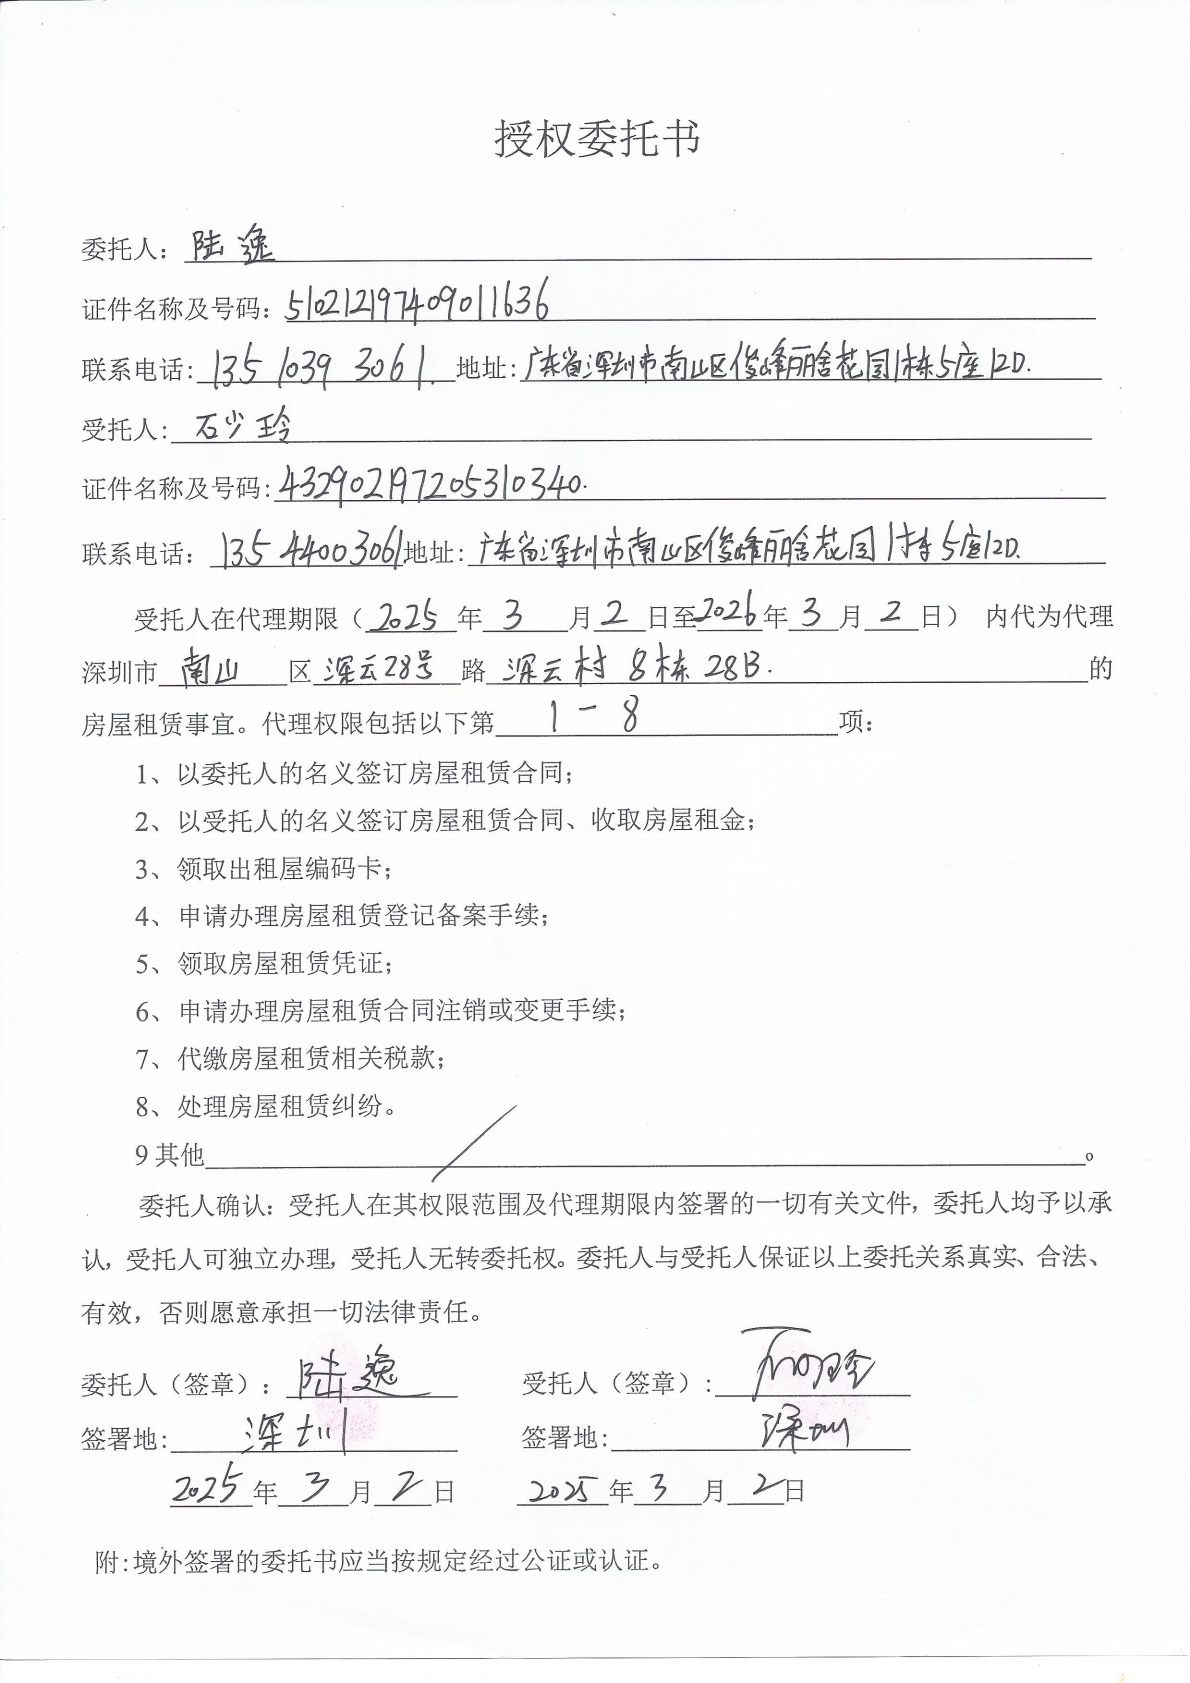 授权委托书
委托人：陆逸
证件名称及号码：510212197409011636
联系电话：135 1039 3061. 地址：广东省深圳市南山区俊峰丽舍花园1栋5座12D.
受托人：石少玲
证件名称及号码：432902197205310340.
联系电话：135 4400 3061 地址：广东省深圳市南山区俊峰丽舍花园1栋5座12D.
受托人在代理期限（2025年3月2日至2026年3月2日） 内代为代理
深圳市南山区深云28号路深云村8栋28B.的
房屋租赁事宜。代理权限包括以下第1-8项：
1、以委托人的名义签订房屋租赁合同；
2、以受托人的名义签订房屋租赁合同、收取房屋租金；
3、领取出租屋编码卡；
4、申请办理房屋租赁登记备案手续；
5、领取房屋租赁凭证；
6、申请办理房屋租赁合同注销或变更手续；
7、代缴房屋租赁相关税款；
8、处理房屋租赁纠纷。
9其他/。
委托人确认：受托人在其权限范围及代理期限内签署的一切有关文件，委托人均予以承
认，受托人可独立办理，受托人无转委托权。委托人与受托人保证以上委托关系真实、合法、
有效，否则愿意承担一切法律责任。
委托人（签章）：陆逸 受托人（签章）：石少玲
签署地：深圳 签署地：深圳
2025年3月2日 2025年3月2日
附：境外签署的委托书应当按规定经过公证或认证。